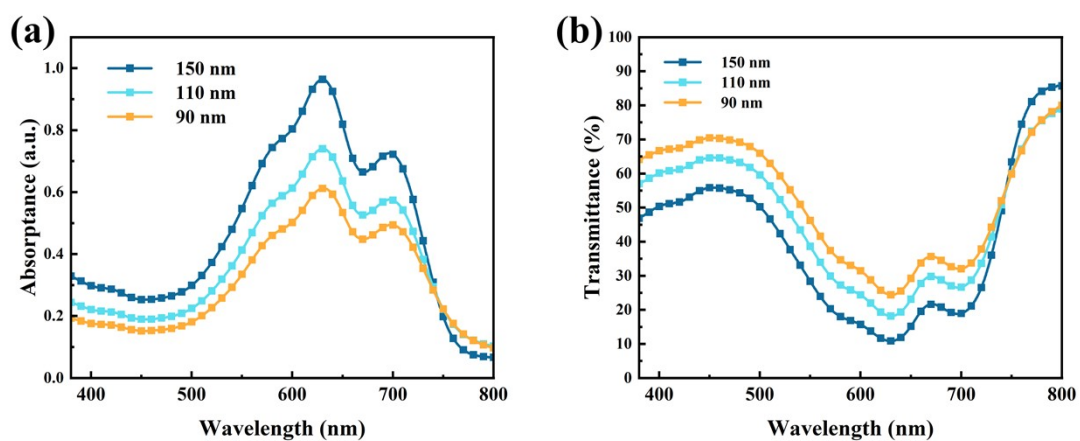 (a)
Absorptance (a.u.)
1.0
0.8
0.6
0.4
0.2
0.0
150 nm
110 nm
90 nm
400 500 600 700 800
Wavelength (nm)
(b)
Transmittance (%)
100
90
80
70
60
50
40
30
20
10
0
150 nm
110 nm
90 nm
400 500 600 700 800
Wavelength (nm)